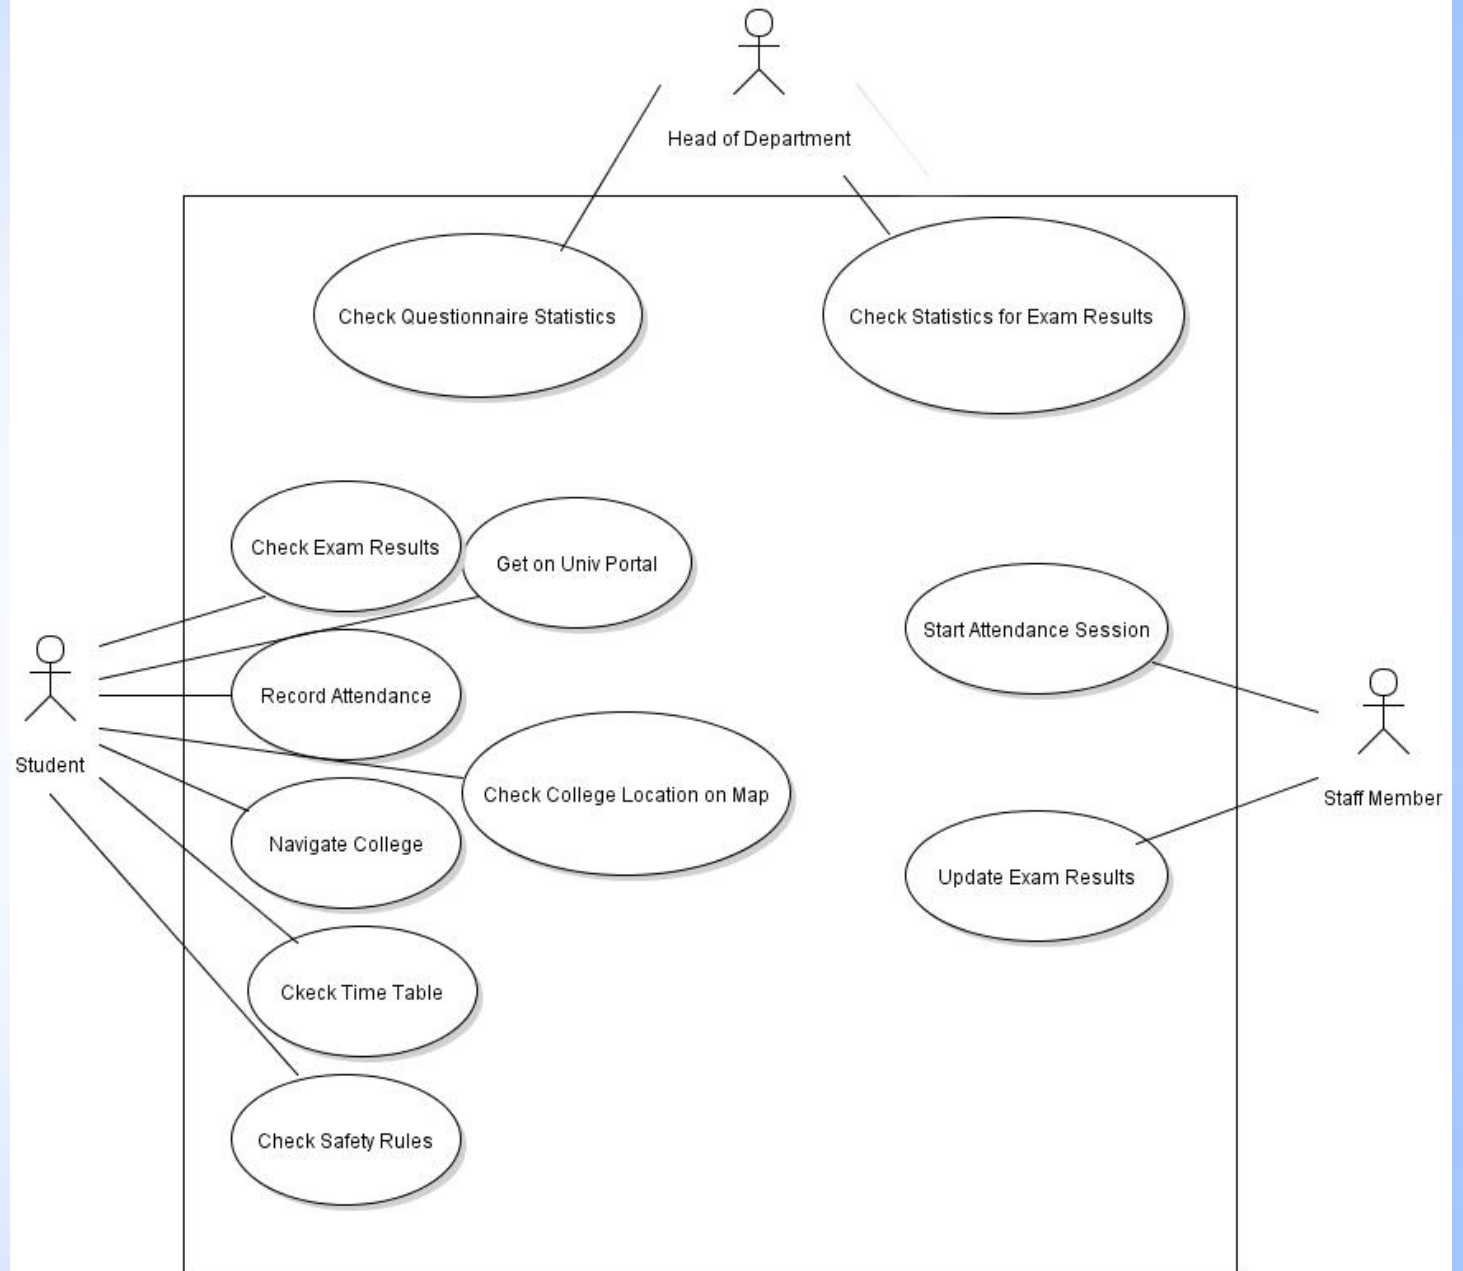 Head of Department
Check Questionnaire Statistics
Check Statistics for Exam Results
Check Exam Results
Get on Univ Portal
Start Attendance Session
Record Attendance
Student
Check College Location on Map
Staff Member
Navigate College
Update Exam Results
Ckeck Time Table
Check Safety Rules